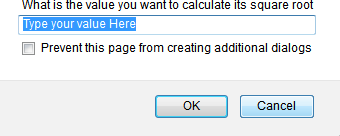 What is the value you want to calculate its square root
Type your value Here
Prevent this page from creating additional dialogs
OK
Cancel